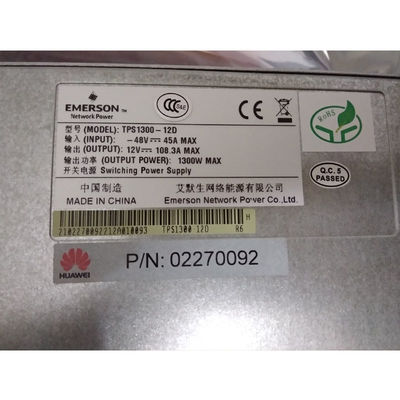 EMERSON™
Network Power
CCC
S&E
RoHS
型号 (MODEL): TPS1300-12D
输入 (INPUT): -48V⎓ 45A MAX
输出 (OUTPUT): 12V⎓ 108.3A MAX
输出功率 (OUTPUT POWER): 1300W MAX
开关电源 Switching Power Supply
Q.C. 5
PASSED
中国制造
艾默生网络能源有限公司
MADE IN CHINA
Emerson Network Power Co.,Ltd.
H
2102270092212A010093 TPS1300 12D R6
HUAWEI
P/N: 02270092